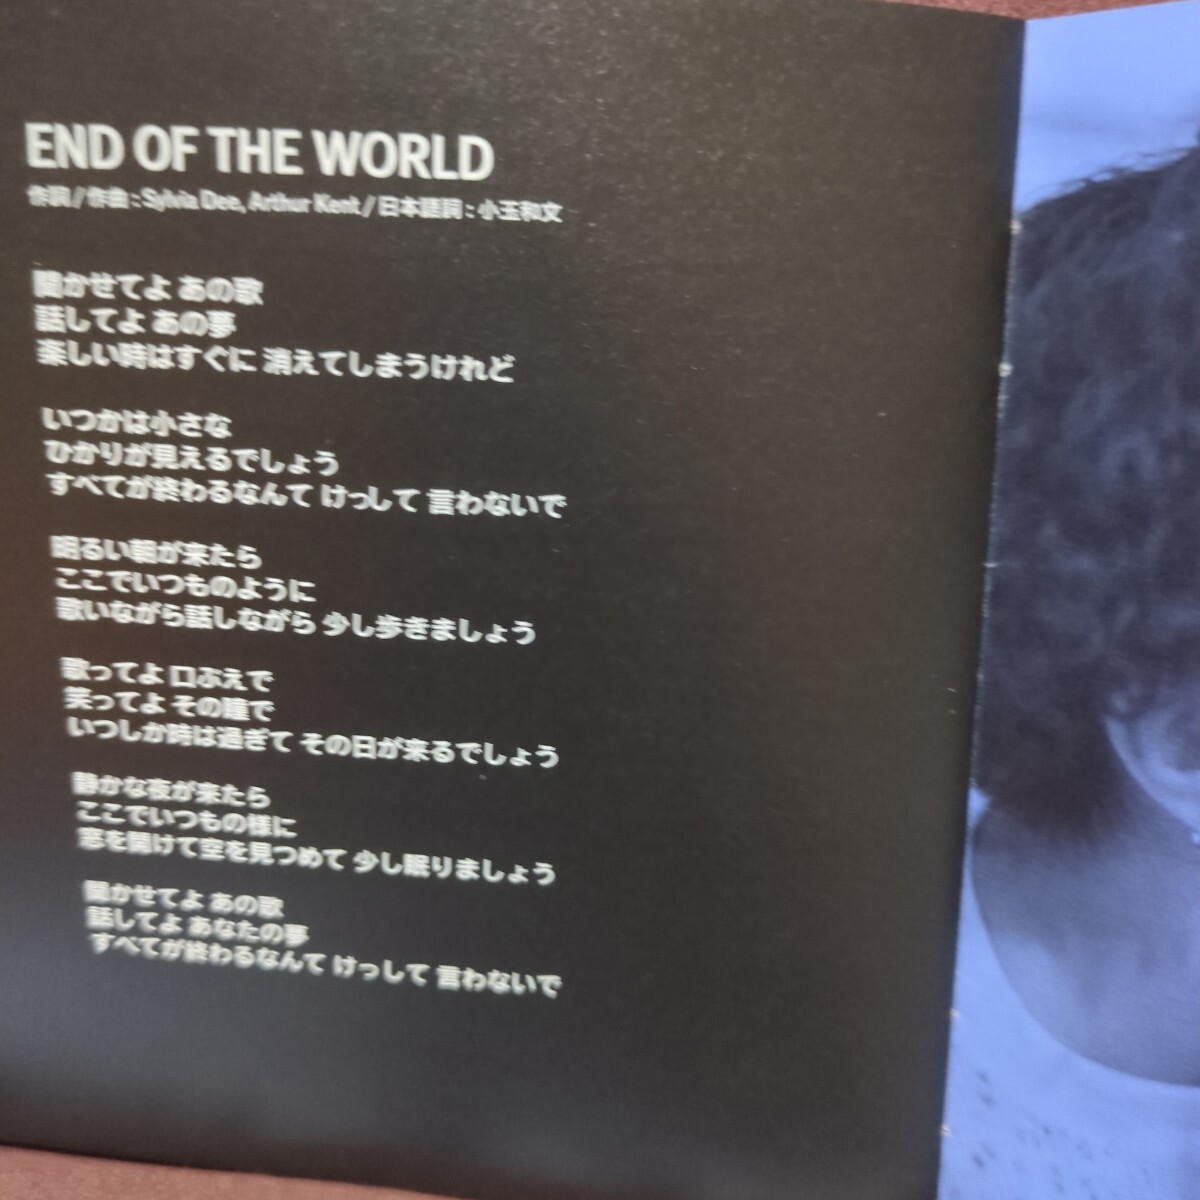 END OF THE WORLD
作詞/作曲:Sylvia Dee, Arthur Kent/日本語詞:小玉和文
聞かせてよ あの歌
話してよ あの夢
楽しい時はすぐに 消えてしまうけれど
いつかは小さな
ひかりが見えるでしょう
すべてが終わるなんて けっして 言わないで
明るい朝が来たら
ここでいつものように
歌いながら話しながら 少し歩きましょう
歌ってよ 口ぶえで
笑ってよ その瞳で
いつしか時は過ぎて その日が来るでしょう
静かな夜が来たら
ここでいつもの様に
窓を開けて空を見つめて 少し眠りましょう
聞かせてよ あの歌
話してよ あなたの夢
すべてが終わるなんて けっして 言わないで